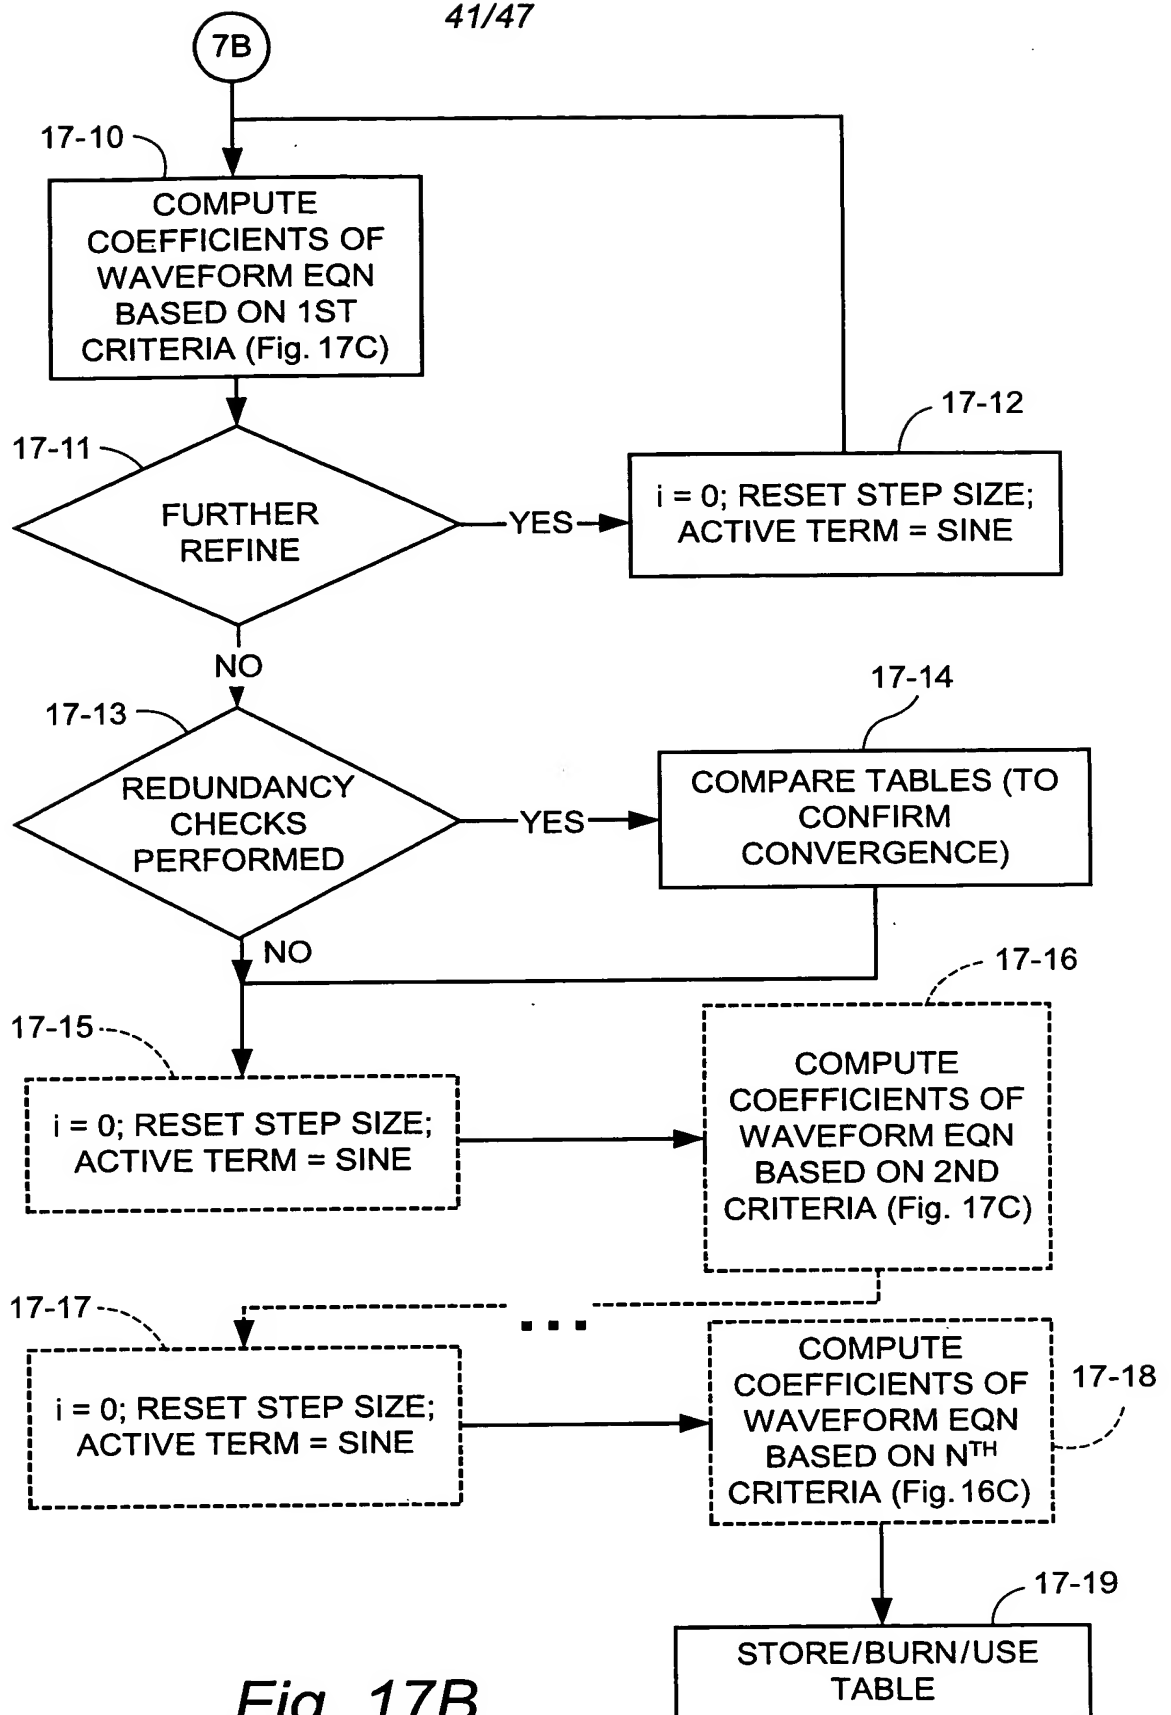 41/47
7B
17-10
COMPUTE
COEFFICIENTS OF
WAVEFORM EQN
BASED ON 1ST
CRITERIA (Fig. 17C)
17-11
FURTHER
REFINE
YES
17-12
i = 0; RESET STEP SIZE;
ACTIVE TERM = SINE
NO
17-13
REDUNDANCY
CHECKS
PERFORMED
YES
17-14
COMPARE TABLES (TO
CONFIRM
CONVERGENCE)
NO
17-15
i = 0; RESET STEP SIZE;
ACTIVE TERM = SINE
17-16
COMPUTE
COEFFICIENTS OF
WAVEFORM EQN
BASED ON 2ND
CRITERIA (Fig. 17C)
...
17-17
i = 0; RESET STEP SIZE;
ACTIVE TERM = SINE
17-18
COMPUTE
COEFFICIENTS OF
WAVEFORM EQN
BASED ON NTH
CRITERIA (Fig. 16C)
17-19
STORE/BURN/USE
TABLE
Fig. 17B